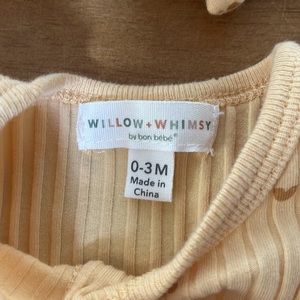 WILLOW + WHIMSY
by bon bébé®
0-3M
Made in
China